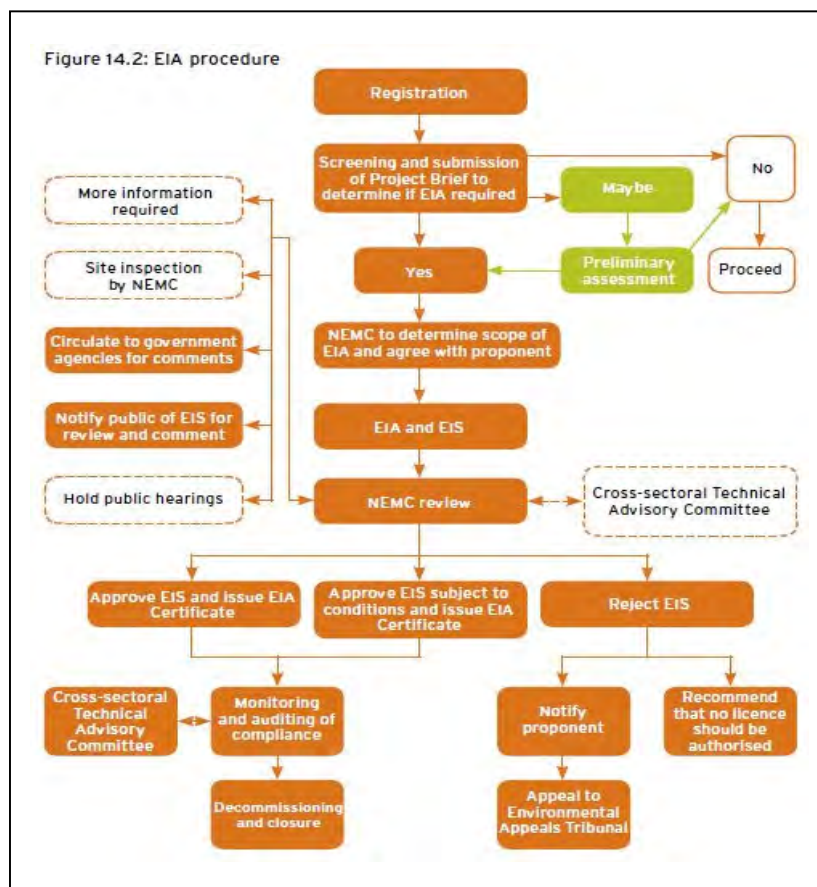 Figure 14.2: EIA procedure
Registration
Screening and submission
of Project Brief to
determine if EIA required
Maybe
No
Yes
Preliminary
assessment
Proceed
More information
required
Site inspection
by NEMC
Circulate to government
agencies for comments
Notify public of EIS for
review and comment
Hold public hearings
NEMC to determine scope of
EIA and agree with proponent
EIA and EIS
NEMC review
Cross-sectoral Technical
Advisory Committee
Approve EIS and issue EIA
Certificate
Approve EIS subject to
conditions and issue EIA
Certificate
Reject EIS
Cross-sectoral
Technical
Advisory
Committee
Monitoring
and auditing of
compliance
Notify
proponent
Recommend
that no licence
should be
authorised
Decommissioning
and closure
Appeal to
Environmental
Appeals Tribunal